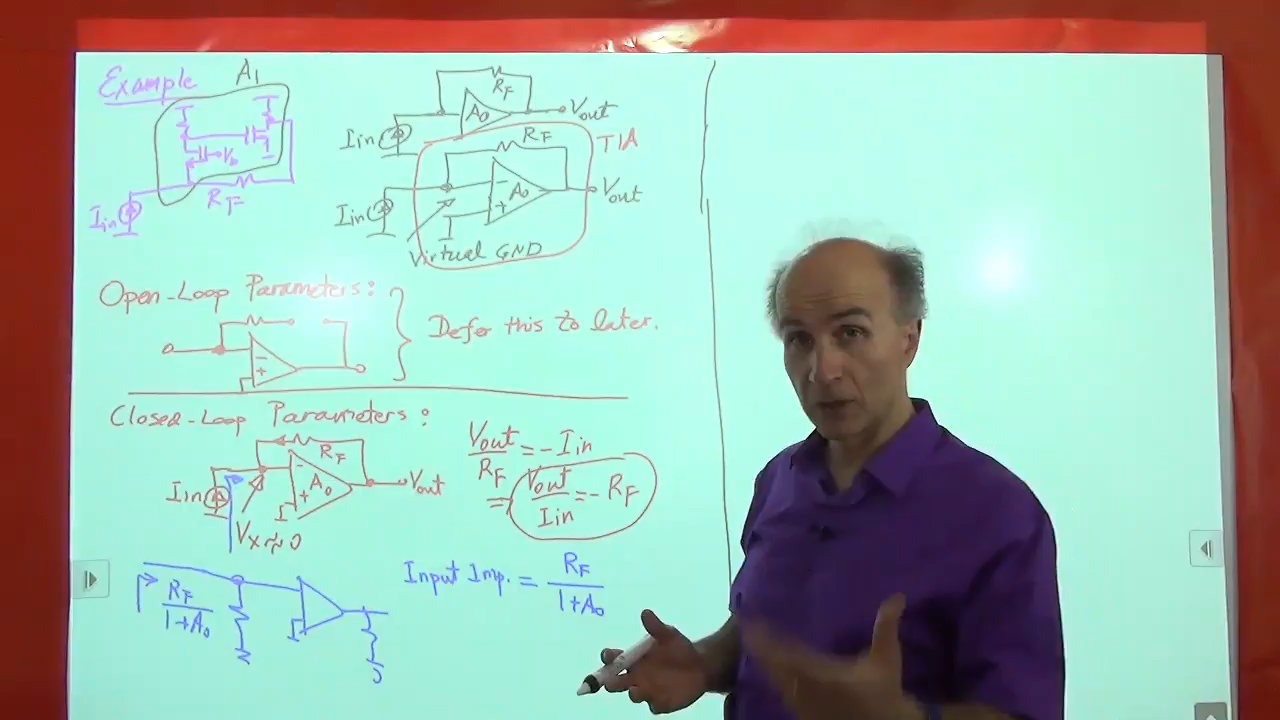 Example
A1
Vb
RF
Iin
RF
A0
Vout
Iin
TIA
RF
A0
Vout
Iin
Virtual GND
Open-Loop Parameters:
Defer this to later.
Closed-Loop Parameters:
RF
A0
Iin
Vout
Vx≈0
Vout/RF = -Iin
= Vout/Iin = -RF
RF/1+A0
Input Imp. = RF/1+A0